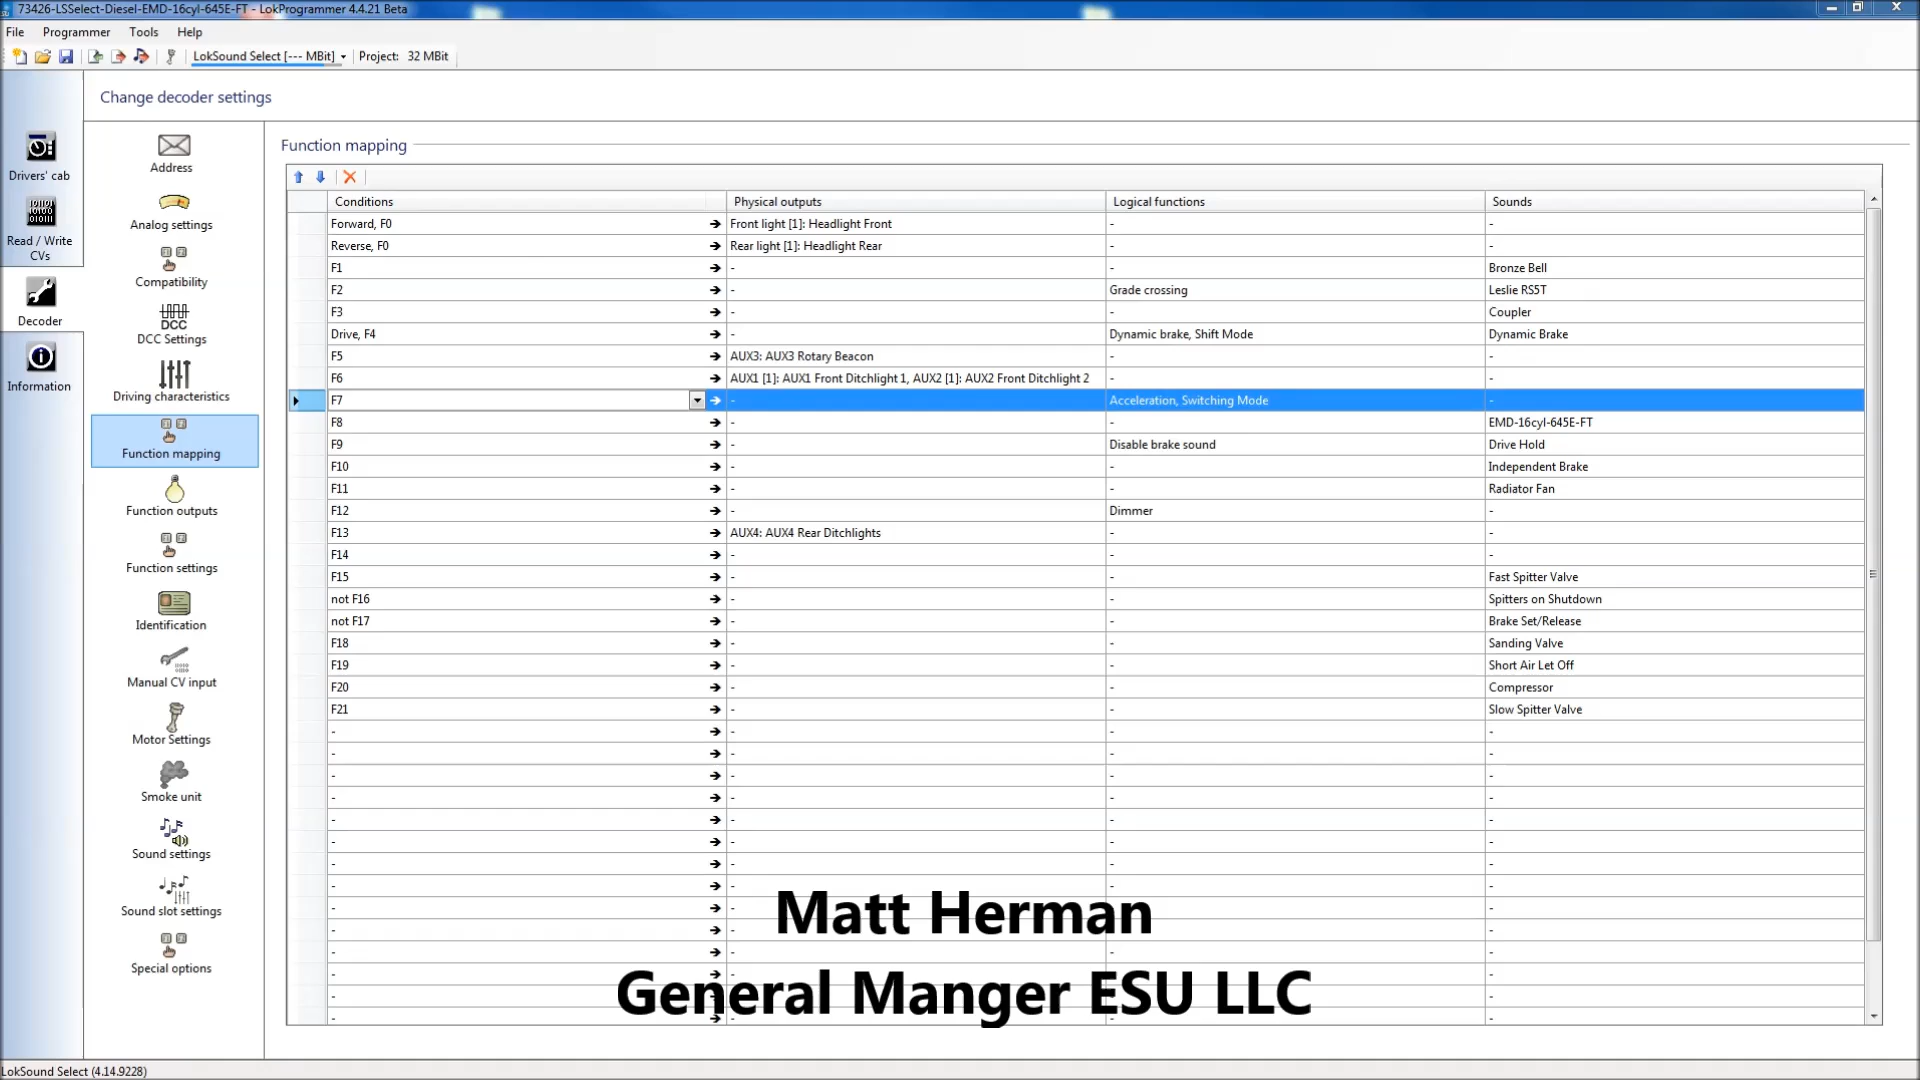 73426-LSSelect-Diesel-EMD-16cyl-645E-FT - LokProgrammer 4.4.21 Beta
File Programmer Tools Help
LokSound Select [--- MBit] Project: 32 MBit
Change decoder settings
Drivers' cab
Read / Write
CVs
Decoder
Information
Address
Analog settings
Compatibility
DCC
DCC Settings
Driving characteristics
Function mapping
Function outputs
Function settings
Identification
Manual CV input
Motor Settings
Smoke unit
Sound settings
Sound slot settings
Special options
Function mapping
Conditions Physical outputs Logical functions Sounds
Forward, F0 Front light [1]: Headlight Front - -
Reverse, F0 Rear light [1]: Headlight Rear - -
F1 - - Bronze Bell
F2 - Grade crossing Leslie RS5T
F3 - - Coupler
Drive, F4 - Dynamic brake, Shift Mode Dynamic Brake
F5 AUX3: AUX3 Rotary Beacon - -
F6 AUX1 [1]: AUX1 Front Ditchlight 1, AUX2 [1]: AUX2 Front Ditchlight 2 - -
F7 - Acceleration, Switching Mode -
F8 - - EMD-16cyl-645E-FT
F9 - Disable brake sound Drive Hold
F10 - - Independent Brake
F11 - - Radiator Fan
F12 - Dimmer -
F13 AUX4: AUX4 Rear Ditchlights - -
F14 - - -
F15 - - Fast Spitter Valve
not F16 - - Spitters on Shutdown
not F17 - - Brake Set/Release
F18 - - Sanding Valve
F19 - - Short Air Let Off
F20 - - Compressor
F21 - - Slow Spitter Valve
Matt Herman
General Manger ESU LLC
LokSound Select (4.14.9228)